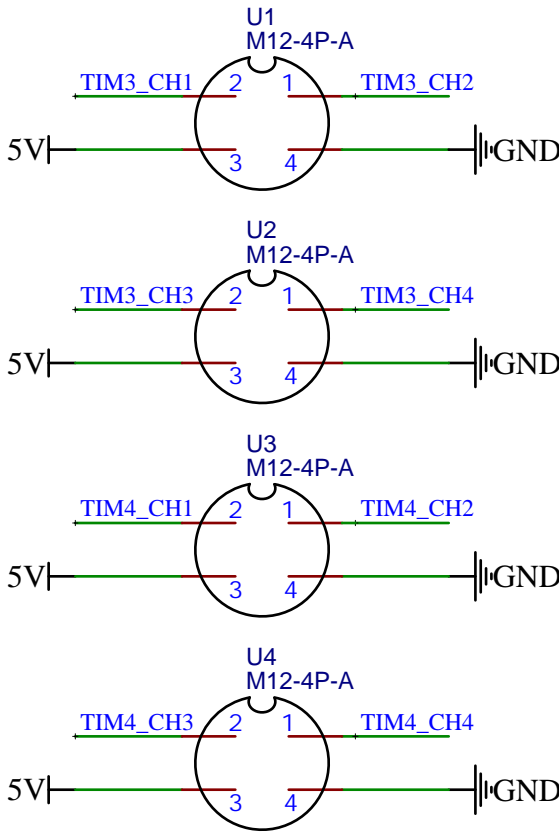 U1
M12-4P-A
TIM3_CH1 2 1 TIM3_CH2
5V 3 4 GND
U2
M12-4P-A
TIM3_CH3 2 1 TIM3_CH4
5V 3 4 GND
U3
M12-4P-A
TIM4_CH1 2 1 TIM4_CH2
5V 3 4 GND
U4
M12-4P-A
TIM4_CH3 2 1 TIM4_CH4
5V 3 4 GND